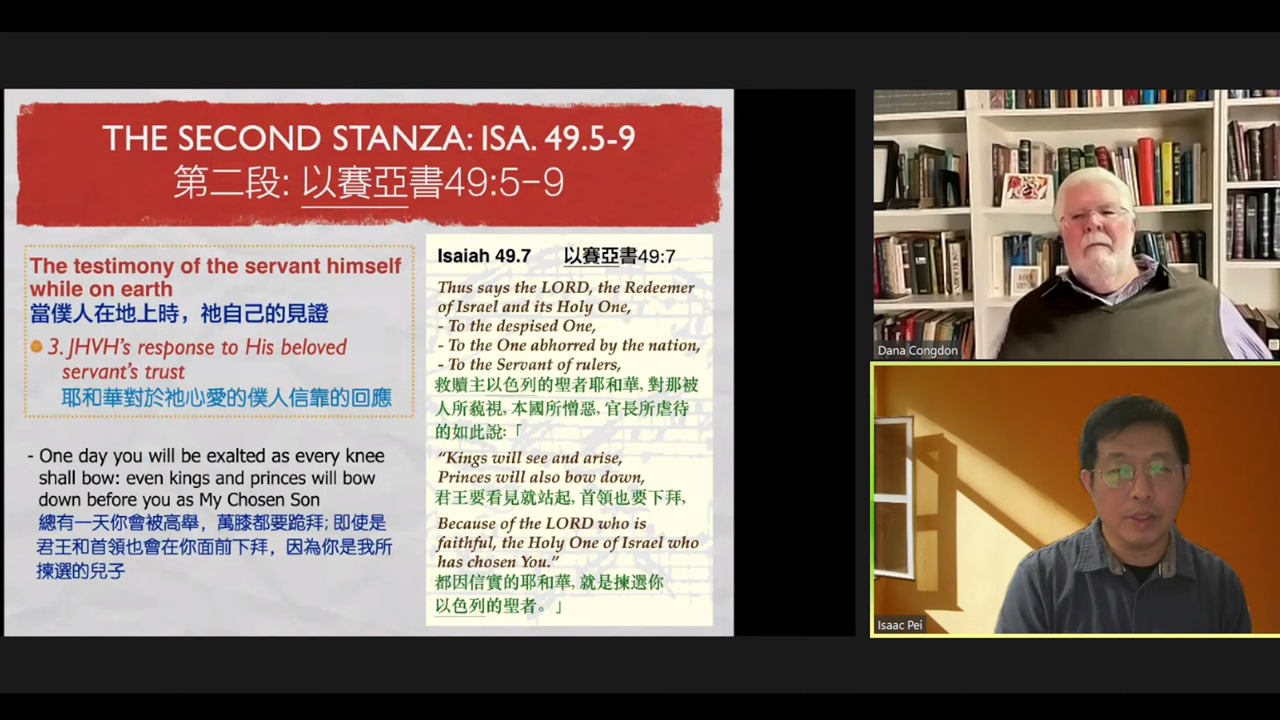 THE SECOND STANZA: ISA. 49.5-9
第二段: 以賽亞書49:5-9
The testimony of the servant himself
while on earth
當僕人在地上時，祂自己的見證
3. JHVH's response to His beloved
servant's trust
耶和華對於祂心愛的僕人信靠的回應
- One day you will be exalted as every knee
shall bow: even kings and princes will bow
down before you as My Chosen Son
總有一天你會被高舉，萬膝都要跪拜; 即使是
君王和首領也會在你面前下拜，因為你是我所
揀選的兒子
Isaiah 49.7 以賽亞書49:7
Thus says the LORD, the Redeemer
of Israel and its Holy One,
- To the despised One,
- To the One abhorred by the nation,
- To the Servant of rulers,
救贖主以色列的聖者耶和華, 對那被
人所藐視, 本國所憎惡, 官長所虐待
的如此說:「
"Kings will see and arise,
Princes will also bow down,
君王要看見就站起, 首領也要下拜,
Because of the LORD who is
faithful, the Holy One of Israel who
has chosen You."
都因信實的耶和華, 就是揀選你
以色列的聖者。」
Dana Congdon
Isaac Pei